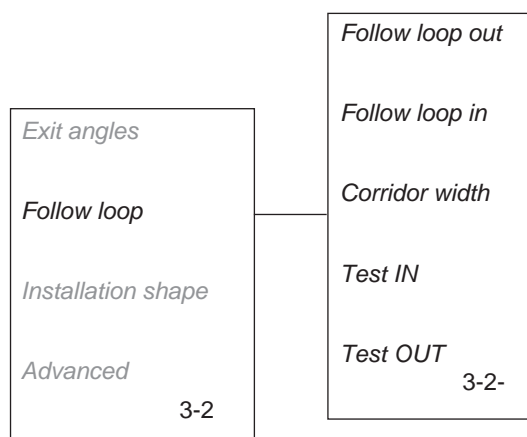 Exit angles
Follow loop
Installation shape
Advanced
3-2
Follow loop out
Follow loop in
Corridor width
Test IN
Test OUT
3-2-